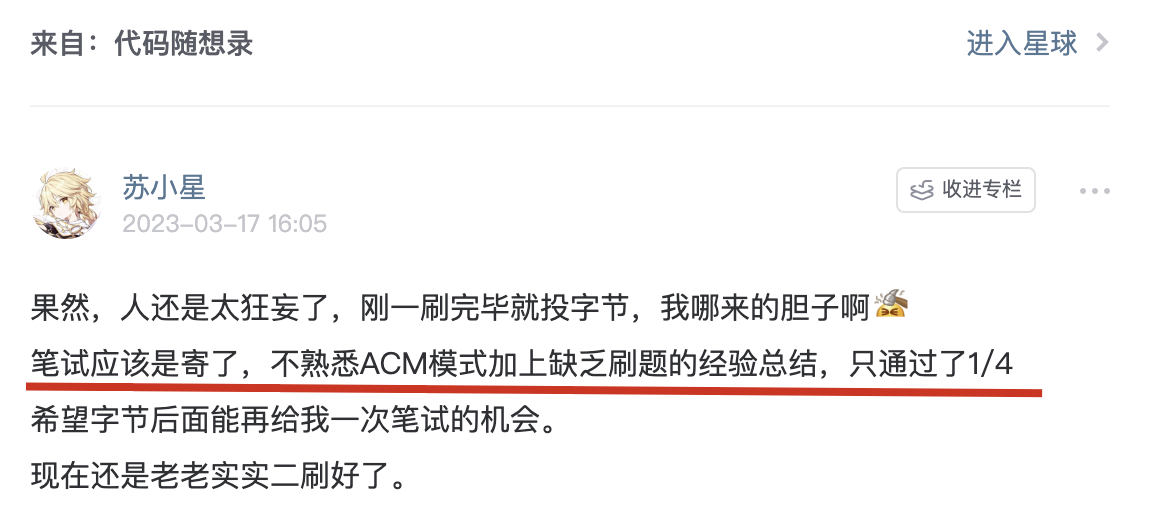 来自：代码随想录
进入星球
苏小星
2023-03-17 16:05
收进专栏
果然，人还是太狂妄了，刚一刷完毕就投字节，我哪来的胆子啊
笔试应该是寄了，不熟悉ACM模式加上缺乏刷题的经验总结，只通过了1/4
希望字节后面能再给我一次笔试的机会。
现在还是老老实实二刷好了。